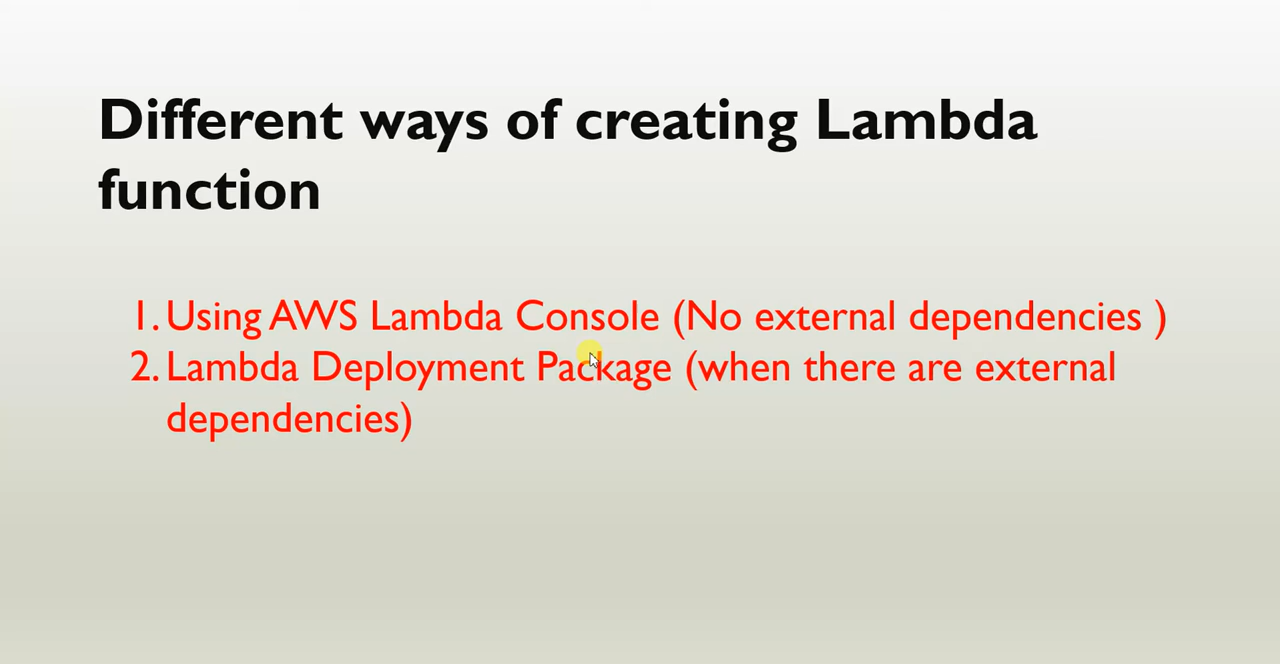 Different ways of creating Lambda
function
1. Using AWS Lambda Console (No external dependencies )
2. Lambda Deployment Package (when there are external
dependencies)